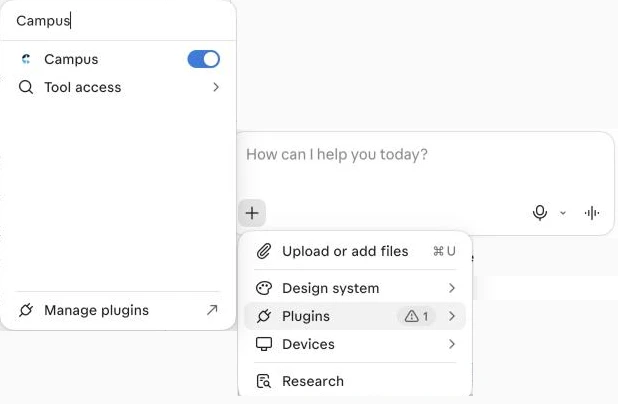 Campus
Campus
Tool access
Manage plugins
How can I help you today?
Upload or add files ⌘U
Design system
Plugins 1
Devices
Research